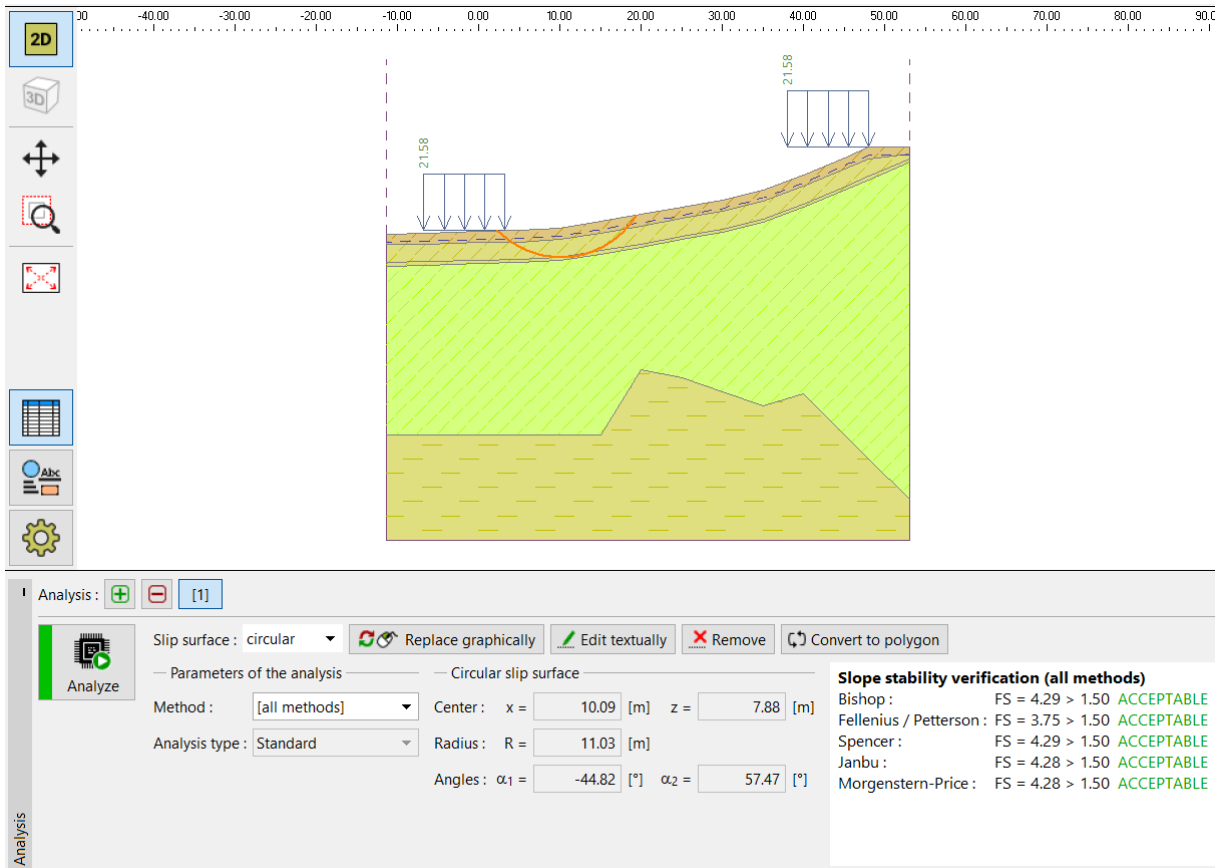 00 -40.00 -30.00 -20.00 -10.00 0.00 10.00 20.00 30.00 40.00 50.00 60.00 70.00 80.00 90.0
2D
3D
21.58
21.58
Abc
Analysis : [1]
Analyze
Slip surface : circular Replace graphically Edit textually Remove Convert to polygon
Parameters of the analysis
Method : [all methods]
Analysis type : Standard
Circular slip surface
Center : x = 10.09 [m] z = 7.88 [m]
Radius : R = 11.03 [m]
Angles : α1 = -44.82 [°] α2 = 57.47 [°]
Slope stability verification (all methods)
Bishop : FS = 4.29 > 1.50 ACCEPTABLE
Fellenius / Petterson : FS = 3.75 > 1.50 ACCEPTABLE
Spencer : FS = 4.29 > 1.50 ACCEPTABLE
Janbu : FS = 4.28 > 1.50 ACCEPTABLE
Morgenstern-Price : FS = 4.28 > 1.50 ACCEPTABLE
Analysis